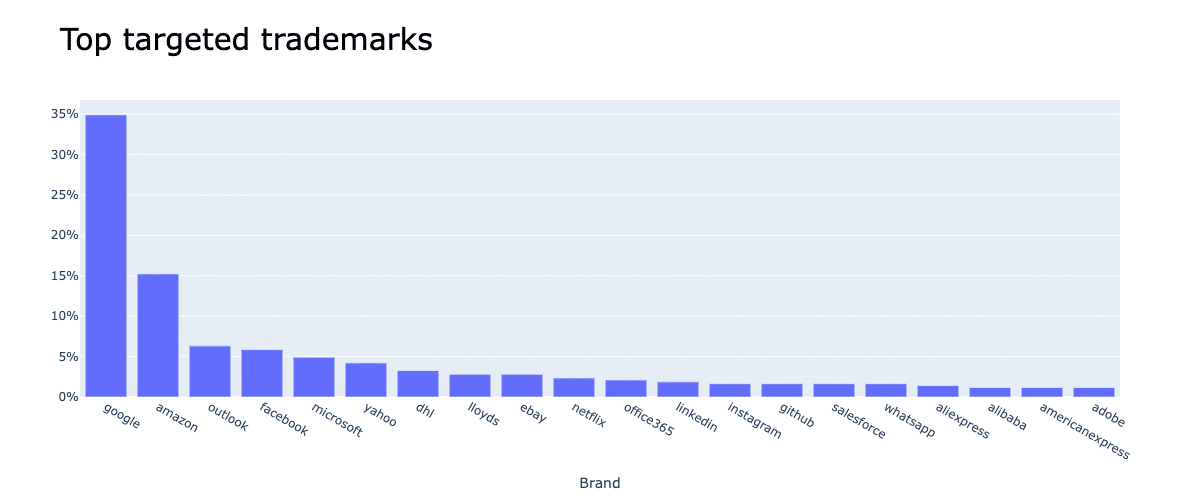 Top targeted trademarks
35%
30%
25%
20%
15%
10%
5%
0%
google
amazon
outlook
facebook
microsoft
yahoo
dhl
lloyds
ebay
netflix
office365
linkedin
instagram
github
salesforce
whatsapp
aliexpress
alibaba
americanexpress
adobe
Brand